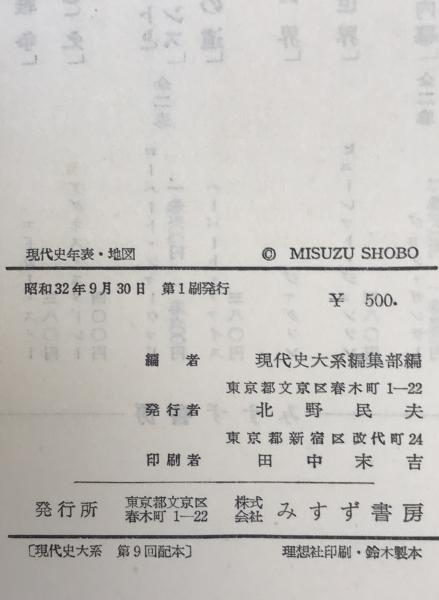 現代史年表・地図 © MISUZU SHOBO
昭和32年9月30日 第1刷発行
¥ 500.
編者 現代史大系編集部編
東京都文京区春木町 1—22
発行者 北野民夫
東京都新宿区改代町24
印刷者 田中末吉
発行所 東京都文京区春木町 1—22 株式会社 みすず書房
〔現代史大系 第9回配本〕 理想社印刷・鈴木製本